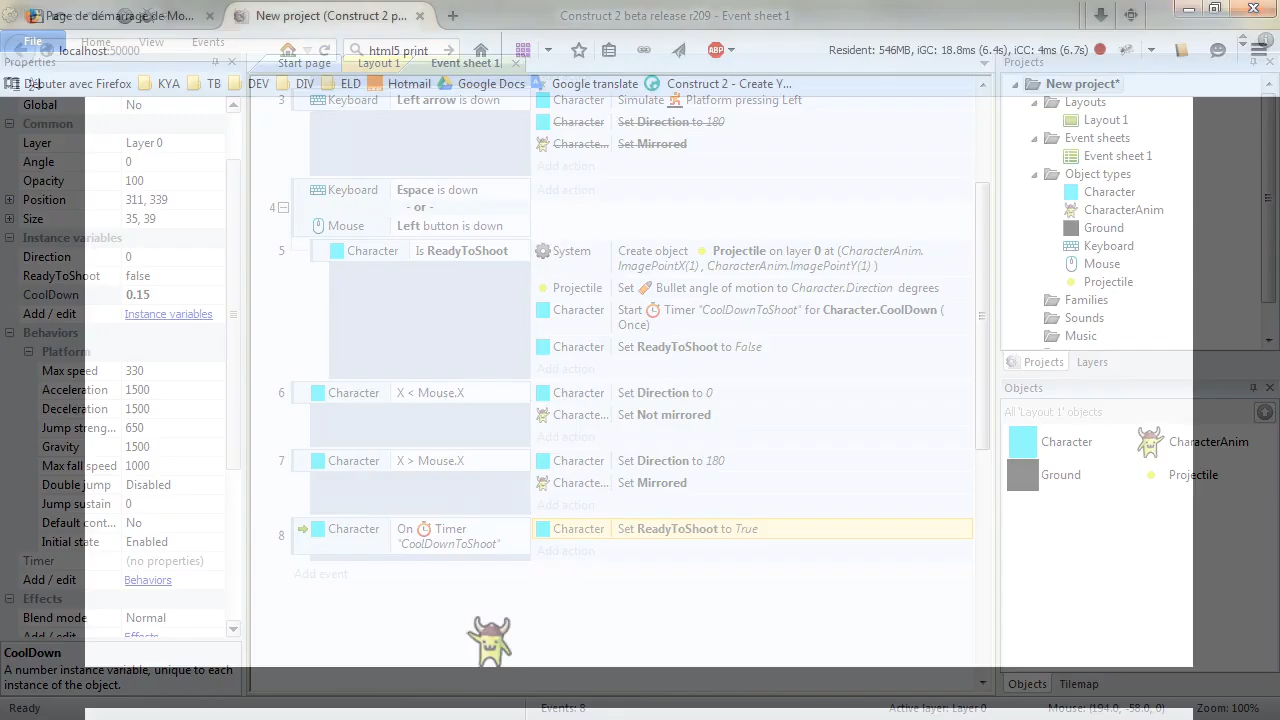 Page de démarrage de Mo...
New project (Construct 2 p...
Construct 2 beta release r209 - Event sheet 1
File
Home
View
Events
localhost:50000
html5 print
ABP
Resident: 546MB, iGC: 188ms (6.4s), iCC: 4ms (6.7s)
Properties
Start page
Layout 1
Event sheet 1
Projects
Débuter avec Firefox
KYA
TB
DEV
DIV
ELD
Hotmail
Google Docs
Google translate
Construct 2 - Create Y...
New project*
Global No
Common
Layer Layer 0
Angle 0
Opacity 100
Position 311, 339
Size 35, 39
Instance variables
Direction 0
ReadyToShoot false
CoolDown 0.15
Add / edit Instance variables
Behaviors
Platform
Max speed 330
Acceleration 1500
Deceleration 1500
Jump streng... 650
Gravity 1500
Max fall speed 1000
Double jump Disabled
Jump sustain 0
Default cont... No
Initial state Enabled
Timer (no properties)
Add / edit Behaviors
Effects
Blend mode Normal
Add / edit Effects
CoolDown
A number instance variable, unique to each
instance of the object.
Ready
3 Keyboard Left arrow is down
Character Simulate Platform pressing Left
Character Set Direction to 180
Characte... Set Mirrored
Add action
4 Keyboard Espace is down
- or -
Mouse Left button is down
Add action
5 Character Is ReadyToShoot
System Create object Projectile on layer 0 at (CharacterAnim.
ImagePointX(1) , CharacterAnim.ImagePointY(1) )
Projectile Set Bullet angle of motion to Character.Direction degrees
Character Start Timer "CoolDownToShoot" for Character.CoolDown (
Once)
Character Set ReadyToShoot to False
Add action
6 Character X < Mouse.X
Character Set Direction to 0
Characte... Set Not mirrored
Add action
7 Character X > Mouse.X
Character Set Direction to 180
Characte... Set Mirrored
Add action
8 Character On Timer
"CoolDownToShoot"
Character Set ReadyToShoot to True
Add action
Add event
Layouts
Layout 1
Event sheets
Event sheet 1
Object types
Character
CharacterAnim
Ground
Keyboard
Mouse
Projectile
Families
Sounds
Music
Projects
Layers
Objects
All 'Layout 1' objects
Character
CharacterAnim
Ground
Projectile
Objects
Tilemap
Events: 8
Active layer: Layer 0
Mouse: (194.0, -58.0, 0)
Zoom: 100%